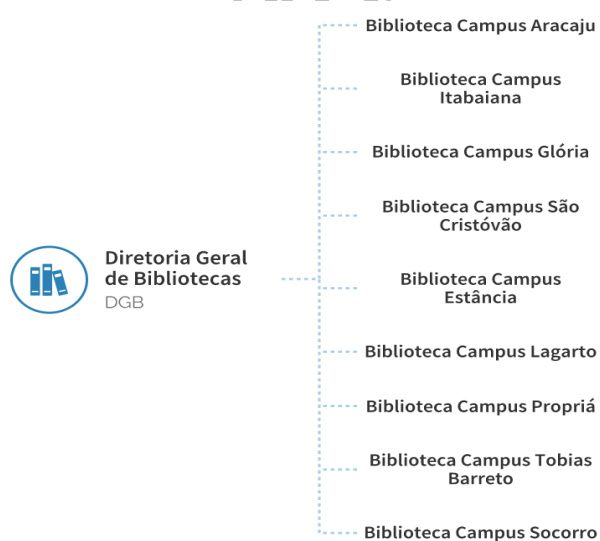 Biblioteca Campus Aracaju
Biblioteca Campus
Itabaiana
Biblioteca Campus Glória
Biblioteca Campus São
Cristóvão
Diretoria Geral
de Bibliotecas
DGB
Biblioteca Campus
Estância
Biblioteca Campus Lagarto
Biblioteca Campus Propriá
Biblioteca Campus Tobias
Barreto
Biblioteca Campus Socorro